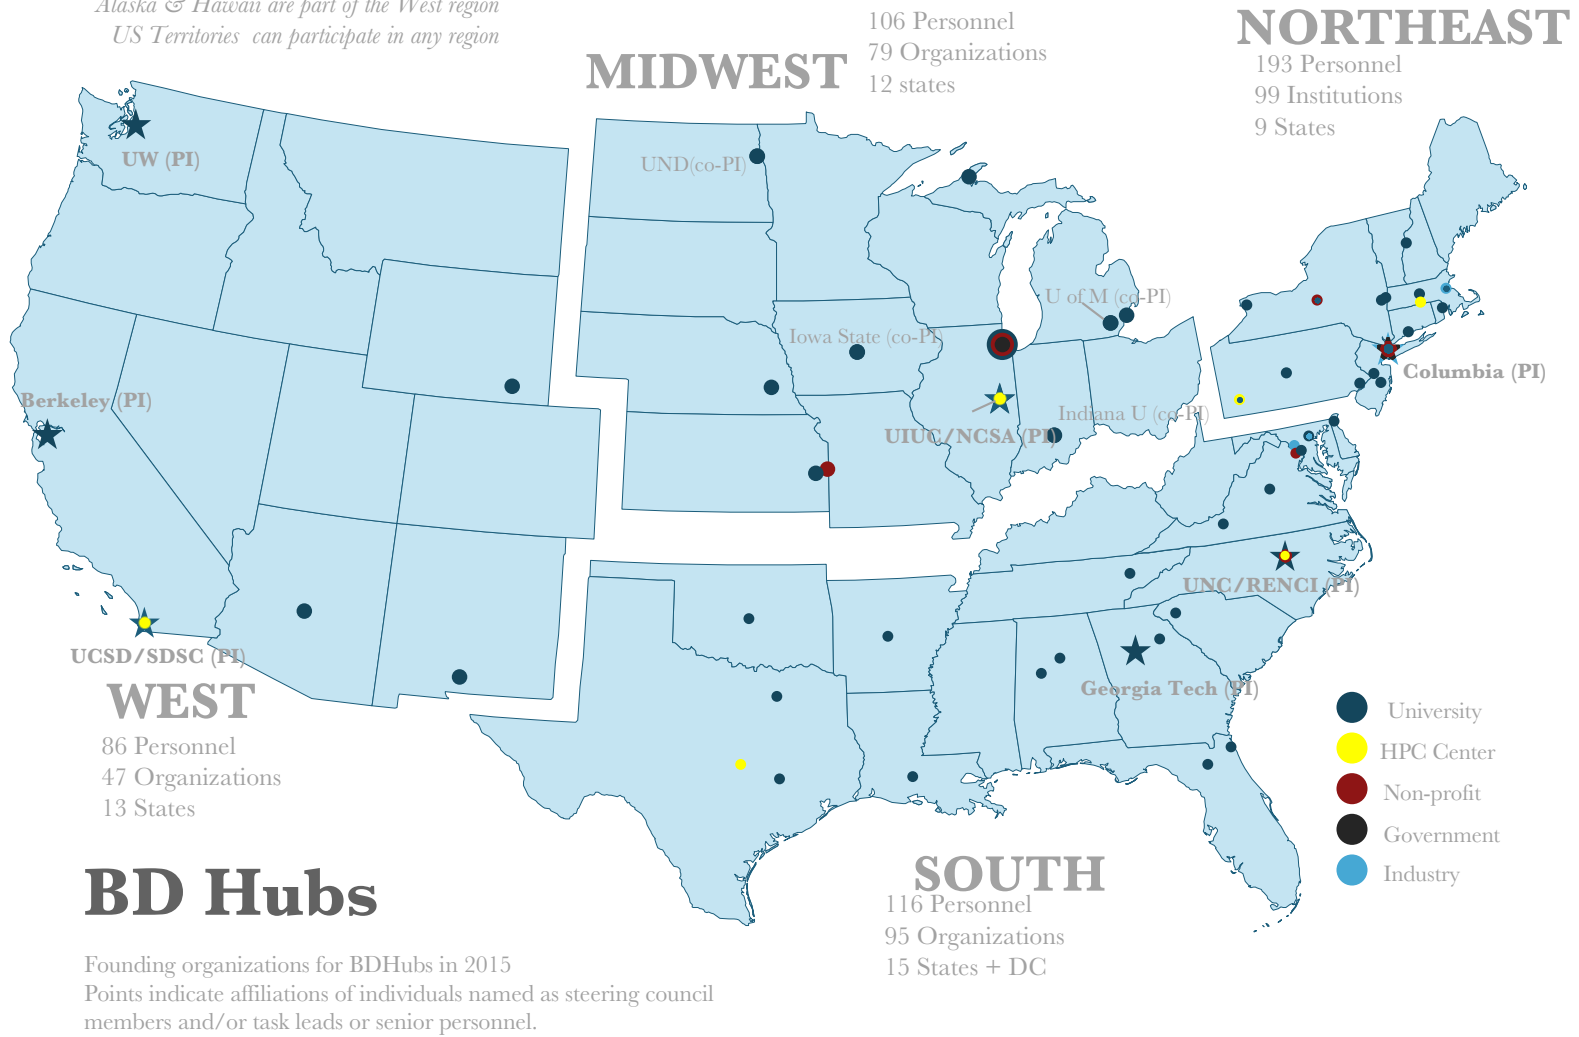 Alaska & Hawaii are part of the West region
US Territories can participate in any region
MIDWEST
106 Personnel
79 Organizations
12 states
NORTHEAST
193 Personnel
99 Institutions
9 States
UW (PI)
UND(co-PI)
U of M (co-PI)
Iowa State (co-PI)
Columbia (PI)
Berkeley (PI)
Indiana U (co-PI)
UIUC/NCSA (PI)
UNC/RENCI (PI)
UCSD/SDSC (PI)
Georgia Tech (PI)
WEST
86 Personnel
47 Organizations
13 States
University
HPC Center
Non-profit
Government
Industry
SOUTH
116 Personnel
95 Organizations
15 States + DC
BD Hubs
Founding organizations for BDHubs in 2015
Points indicate affiliations of individuals named as steering council
members and/or task leads or senior personnel.